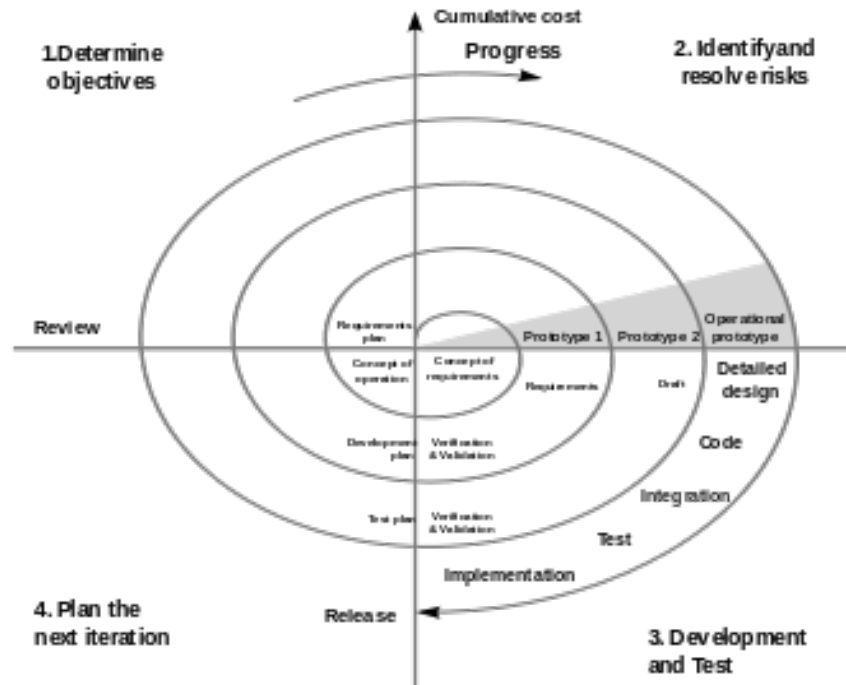 Cumulative cost
Progress
1.Determine
objectives
2. Identify and
resolve risks
Review
Requirements
plan
Prototype 1
Prototype 2
Operational
prototype
Concept of
operation
Concept of
requirements
Requirements
Draft
Detailed
design
Development
plan
Verification
& Validation
Code
Test plan
Verification
& Validation
Integration
Test
Implementation
4. Plan the
next iteration
Release
3. Development
and Test